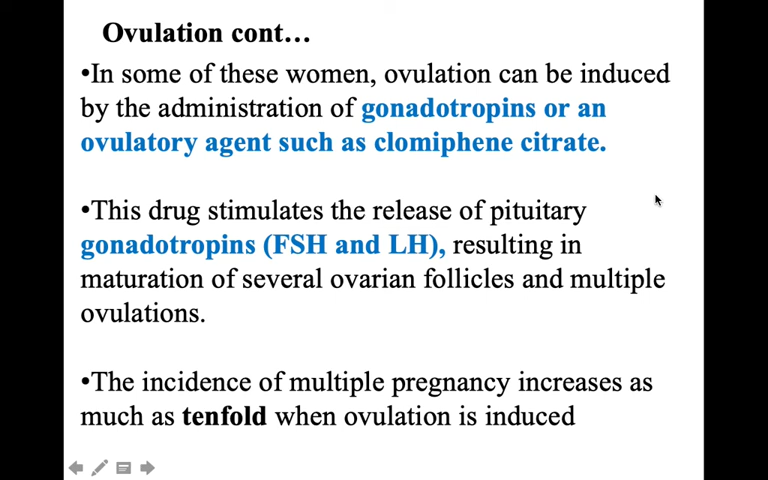 Ovulation cont...
•In some of these women, ovulation can be induced
by the administration of gonadotropins or an
ovulatory agent such as clomiphene citrate.
•This drug stimulates the release of pituitary
gonadotropins (FSH and LH), resulting in
maturation of several ovarian follicles and multiple
ovulations.
•The incidence of multiple pregnancy increases as
much as tenfold when ovulation is induced